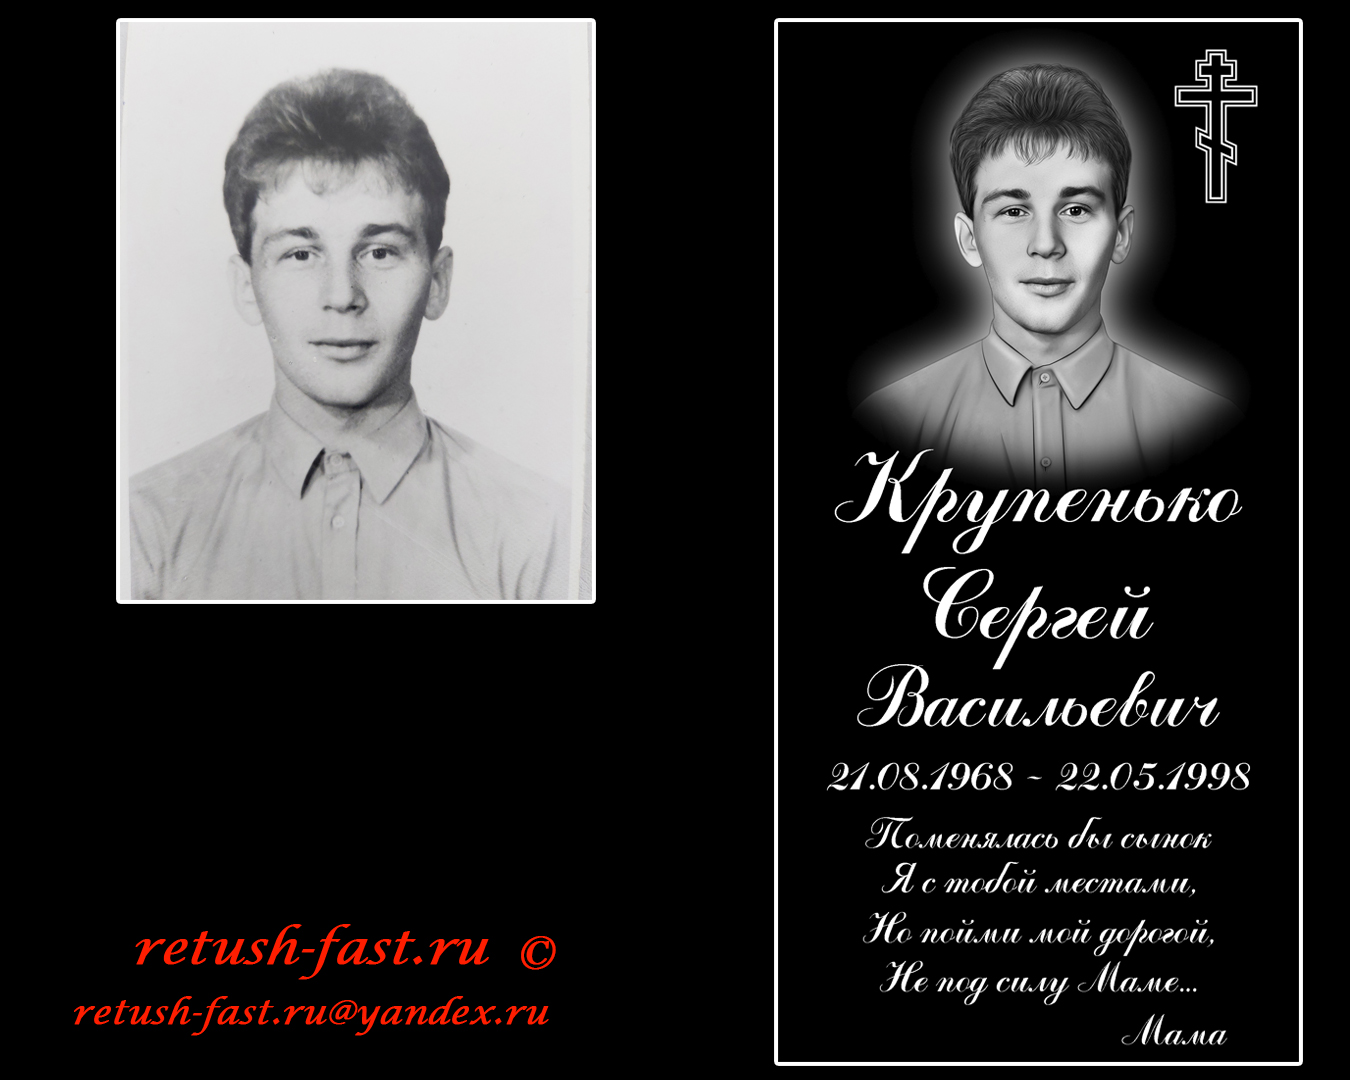 Крупенько
Сергей
Васильевич
21.08.1968 ~ 22.05.1998
Поменялась бы сынок
Я с тобой местами,
Но пойми мой дорогой,
Не под силу Маме...
Мама
retush-fast.ru ©
retush-fast.ru@yandex.ru